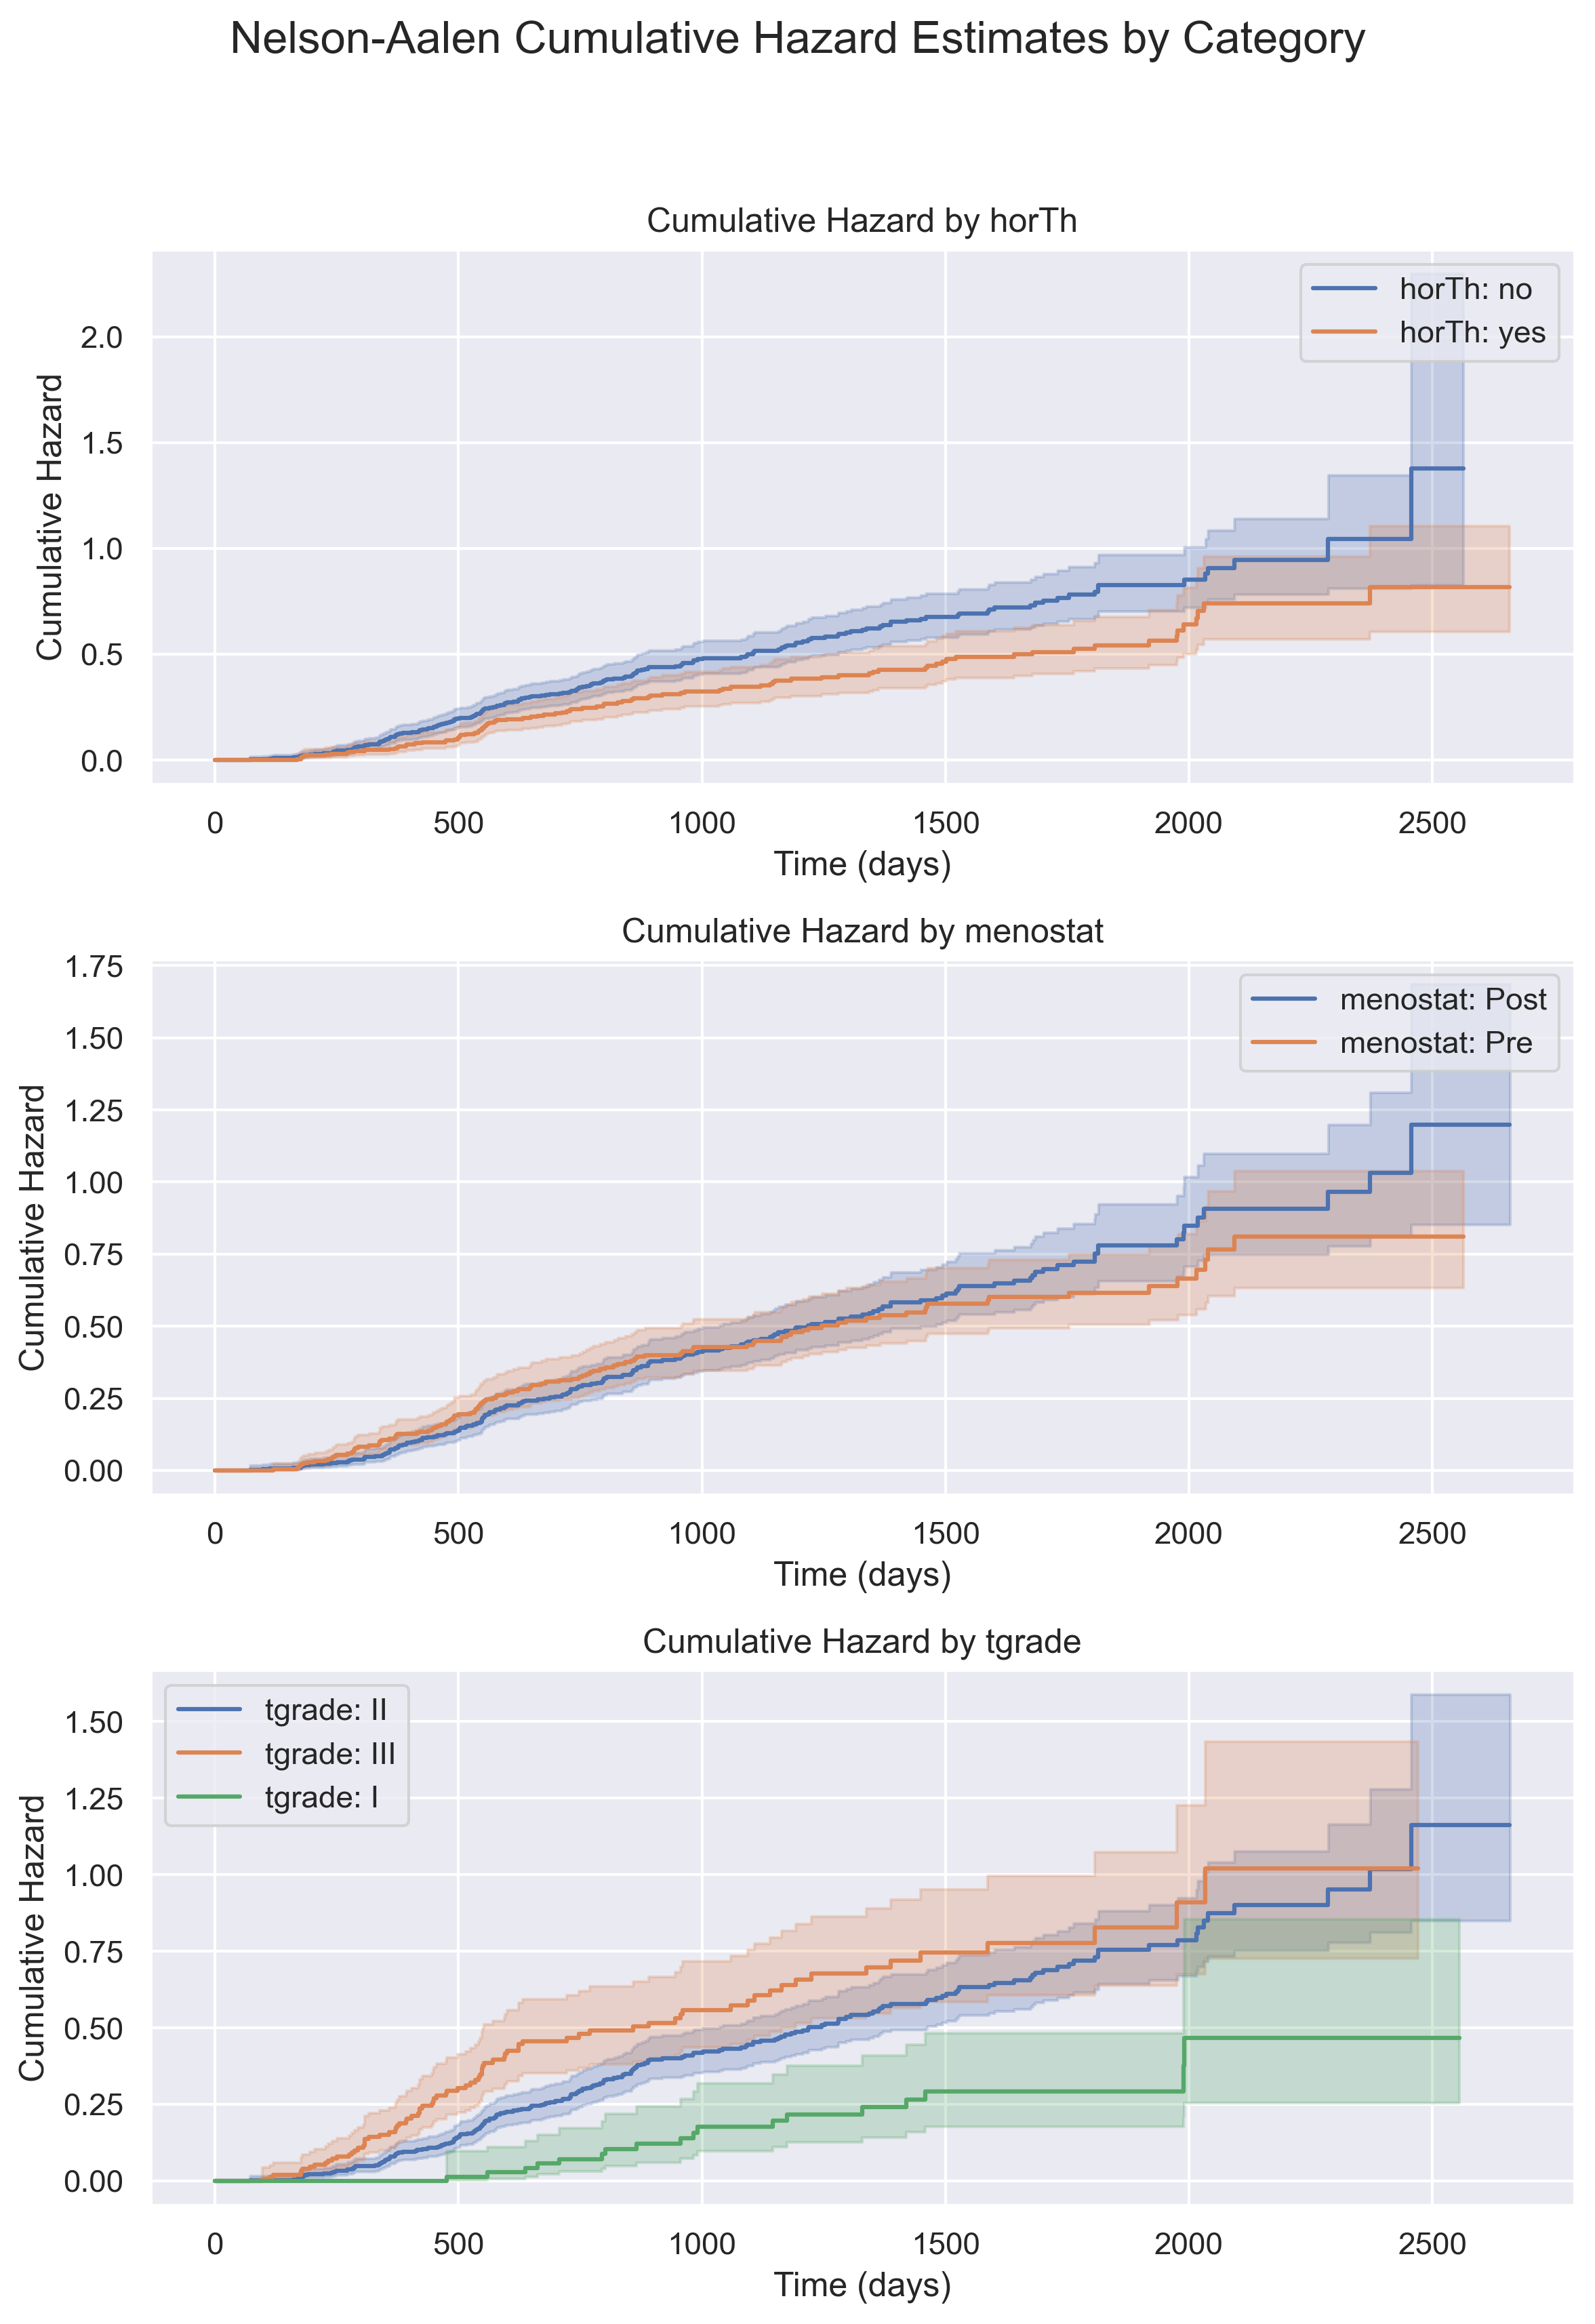 Nelson-Aalen Cumulative Hazard Estimates by Category
Cumulative Hazard by horTh
horTh: no
horTh: yes
2.0
1.5
1.0
0.5
0.0
Cumulative Hazard
0 500 1000 1500 2000 2500
Time (days)
Cumulative Hazard by menostat
menostat: Post
menostat: Pre
1.75
1.50
1.25
1.00
0.75
0.50
0.25
0.00
Cumulative Hazard
0 500 1000 1500 2000 2500
Time (days)
Cumulative Hazard by tgrade
tgrade: II
tgrade: III
tgrade: I
1.50
1.25
1.00
0.75
0.50
0.25
0.00
Cumulative Hazard
0 500 1000 1500 2000 2500
Time (days)